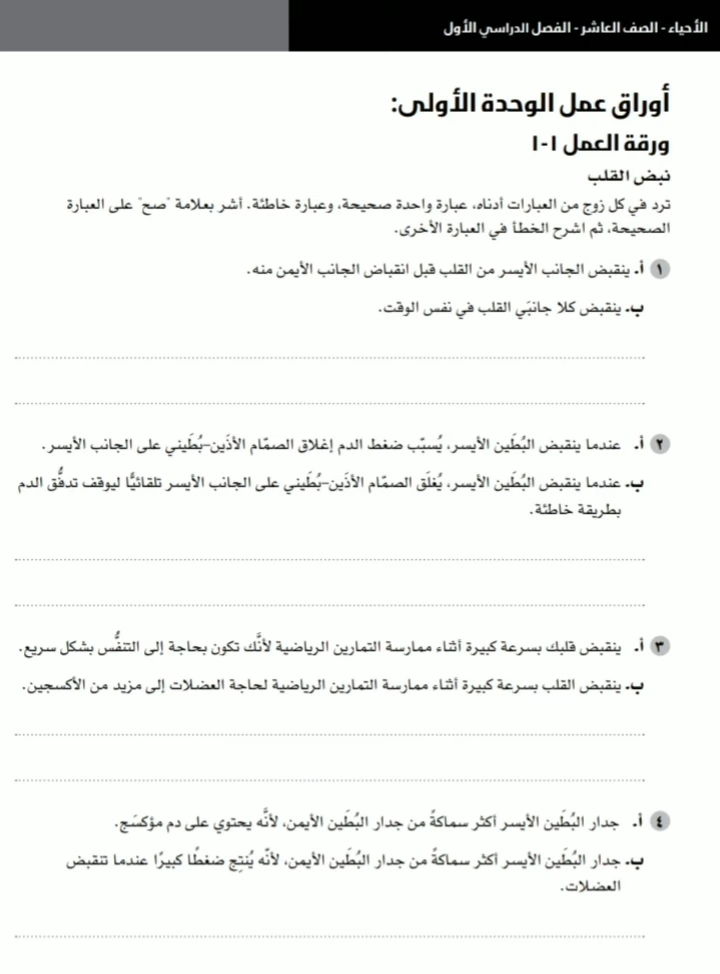 الأحياء - الصف العاشر - الفصل الدراسي الأول
أوراق عمل الوحدة الأولى:
ورقة العمل ١-١
نبض القلب
ترد في كل زوج من العبارات أدناه، عبارة واحدة صحيحة، وعبارة خاطئة. أشر بعلامة "صح" على العبارة
الصحيحة، ثم اشرح الخطأ في العبارة الأخرى.
١ أ. ينقبض الجانب الأيسر من القلب قبل انقباض الجانب الأيمن منه.
ب. ينقبض كلا جانبَي القلب في نفس الوقت.
٢ أ. عندما ينقبض البُطَين الأيسر، يُسبّب ضغط الدم إغلاق الصمّام الأُذَين-بُطَيني على الجانب الأيسر.
ب. عندما ينقبض البُطَين الأيسر، يُغلَق الصمّام الأُذَين-بُطَيني على الجانب الأيسر تلقائيًّا ليوقف تدفُّق الدم
بطريقة خاطئة.
٣ أ. ينقبض قلبك بسرعة كبيرة أثناء ممارسة التمارين الرياضية لأنَّك تكون بحاجة إلى التنفُّس بشكل سريع.
ب. ينقبض القلب بسرعة كبيرة أثناء ممارسة التمارين الرياضية لحاجة العضلات إلى مزيد من الأكسجين.
٤ أ. جدار البُطَين الأيسر أكثر سماكةً من جدار البُطَين الأيمن، لأنَّه يحتوي على دم مؤكسَج.
ب. جدار البُطَين الأيسر أكثر سماكةً من جدار البُطَين الأيمن، لأنَّه يُنتِج ضغطًا كبيرًا عندما تنقبض
العضلات.